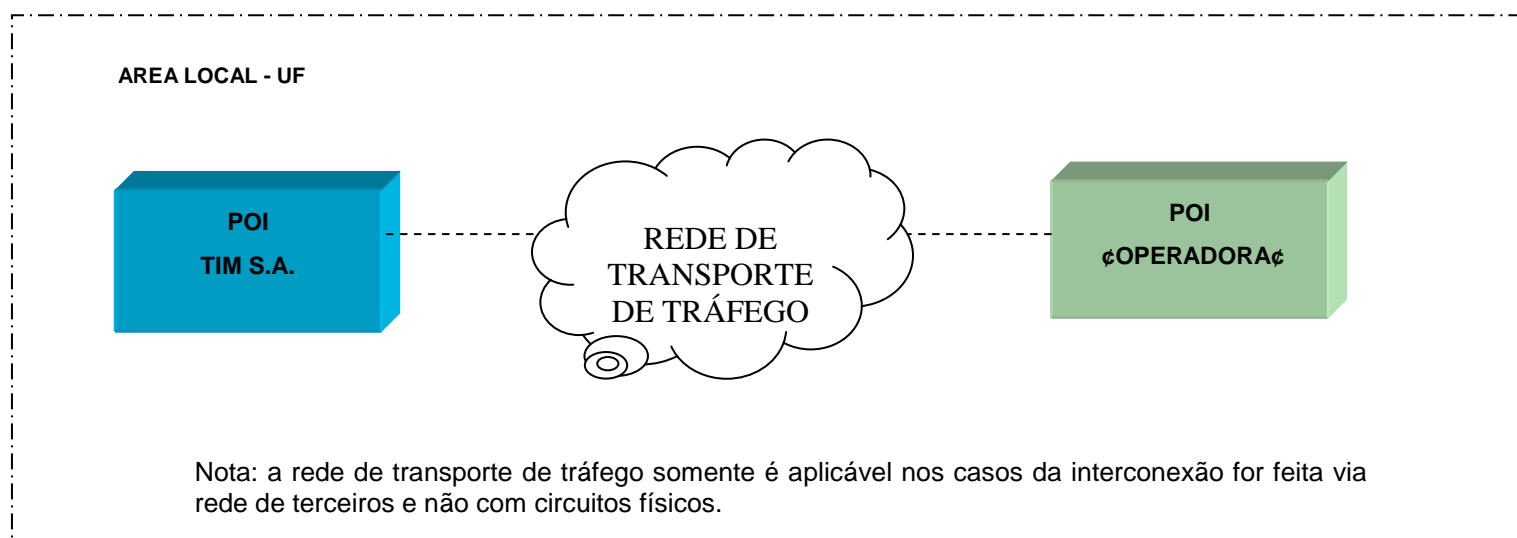 AREA LOCAL - UF
POI
TIM S.A.
REDE DE
TRANSPORTE
DE TRÁFEGO
POI
¢OPERADORA¢
Nota: a rede de transporte de tráfego somente é aplicável nos casos da interconexão for feita via
rede de terceiros e não com circuitos físicos.